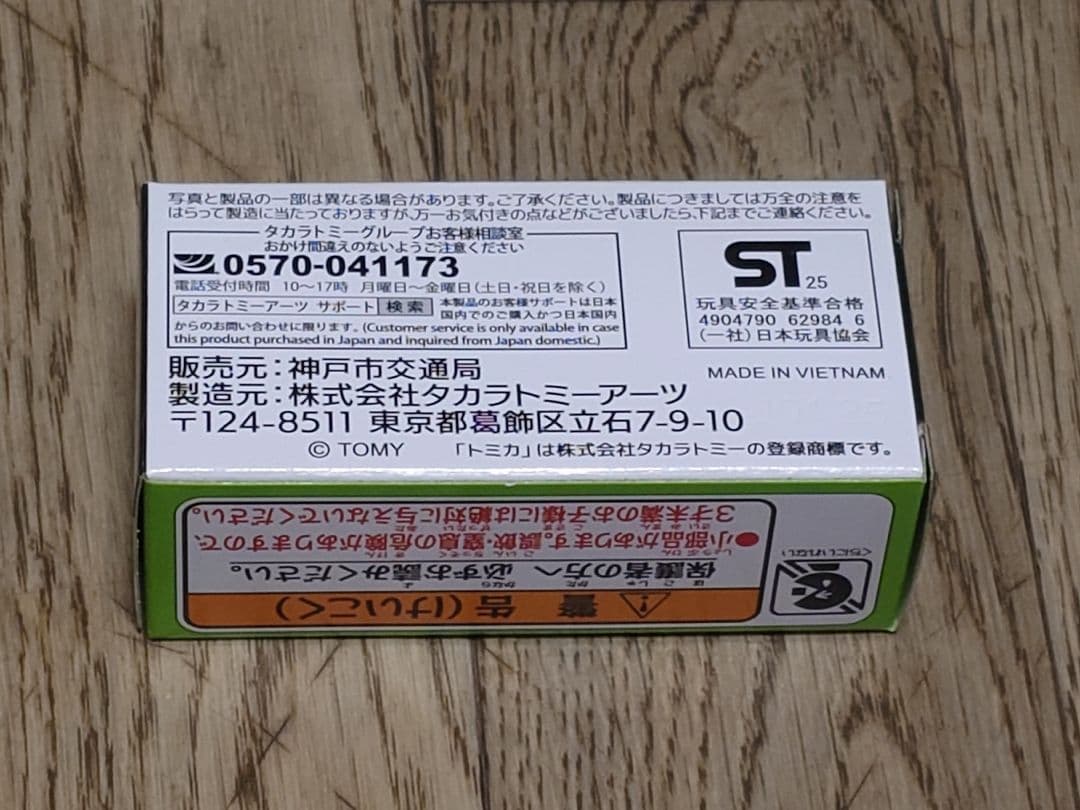 写真と製品の一部は異なる場合があります。ご了承ください。製品につきましては万全の注意を
はらって製造に当たっておりますが、万一お気付きの点などがございましたら、下記までご連絡ください。
タカラトミーグループお客様相談室
おかけ間違えのないようご注意ください
0570-041173
電話受付時間 10～17時 月曜日～金曜日(土日・祝日を除く)
タカラトミーアーツ サポート 検索
本製品のお客様サポートは日本
国内でのご購入かつ日本国内
からのお問い合わせに限ります。(Customer service is only available in case
this product purchased in Japan and inquired from Japan domestic.)
ST 25
玩具安全基準合格
4904790 62984 6
(一社)日本玩具協会
販売元:神戸市交通局
MADE IN VIETNAM
製造元:株式会社タカラトミーアーツ
〒124-8511 東京都葛飾区立石7-9-10
© TOMY 「トミカ」は株式会社タカラトミーの登録商標です。
警告(けいこく)
保護者の方へ 必ずお読みください。
●小部品があります。誤飲・窒息の危険がありますので、
3才未満のお子様には絶対に与えないでください。
くちにいれない